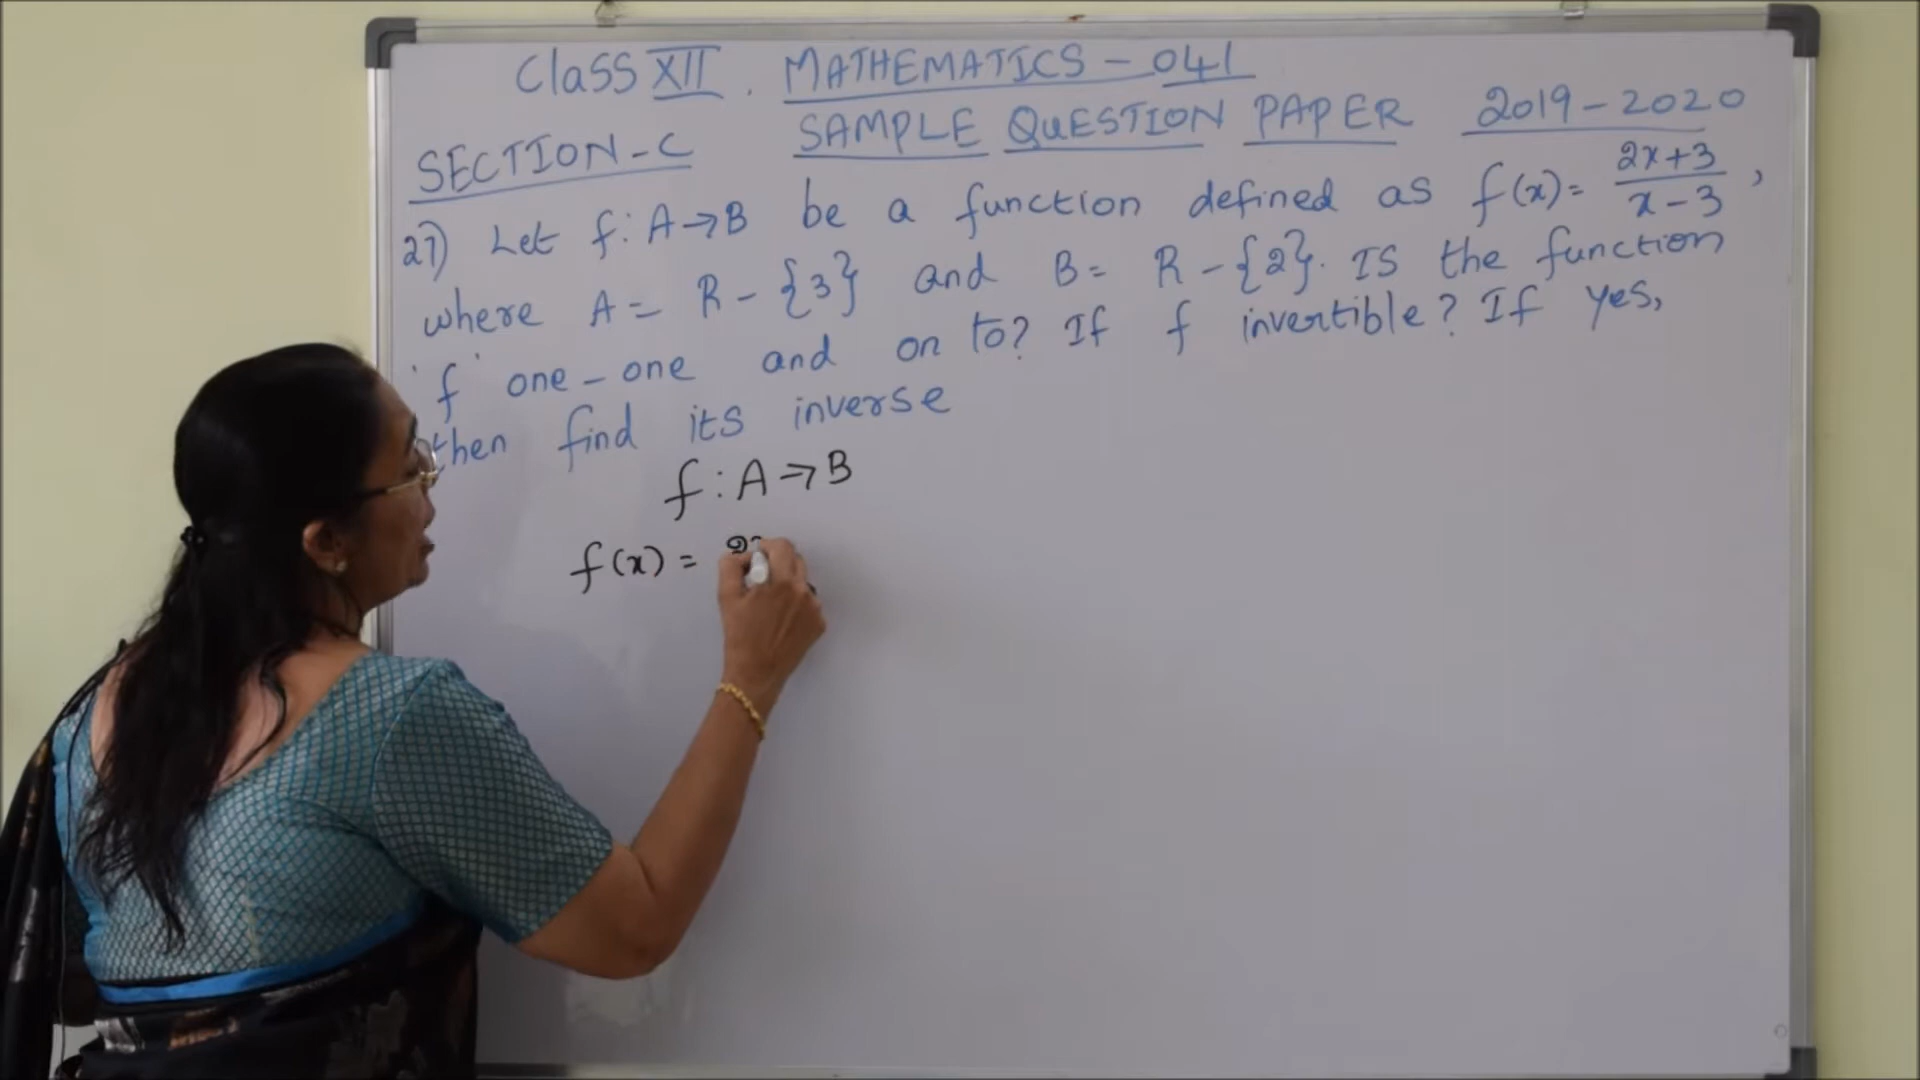 Class XII. MATHEMATICS - 041
SAMPLE QUESTION PAPER 2019-2020
SECTION-C
27) Let f: A→B be a function defined as f(x)= (2x+3)/(x-3),
where A= R-{3} and B= R-{2}. IS the function
'f' one-one and on to? If f invertible? If yes,
then find its inverse
f:A→B
f(x) = 2